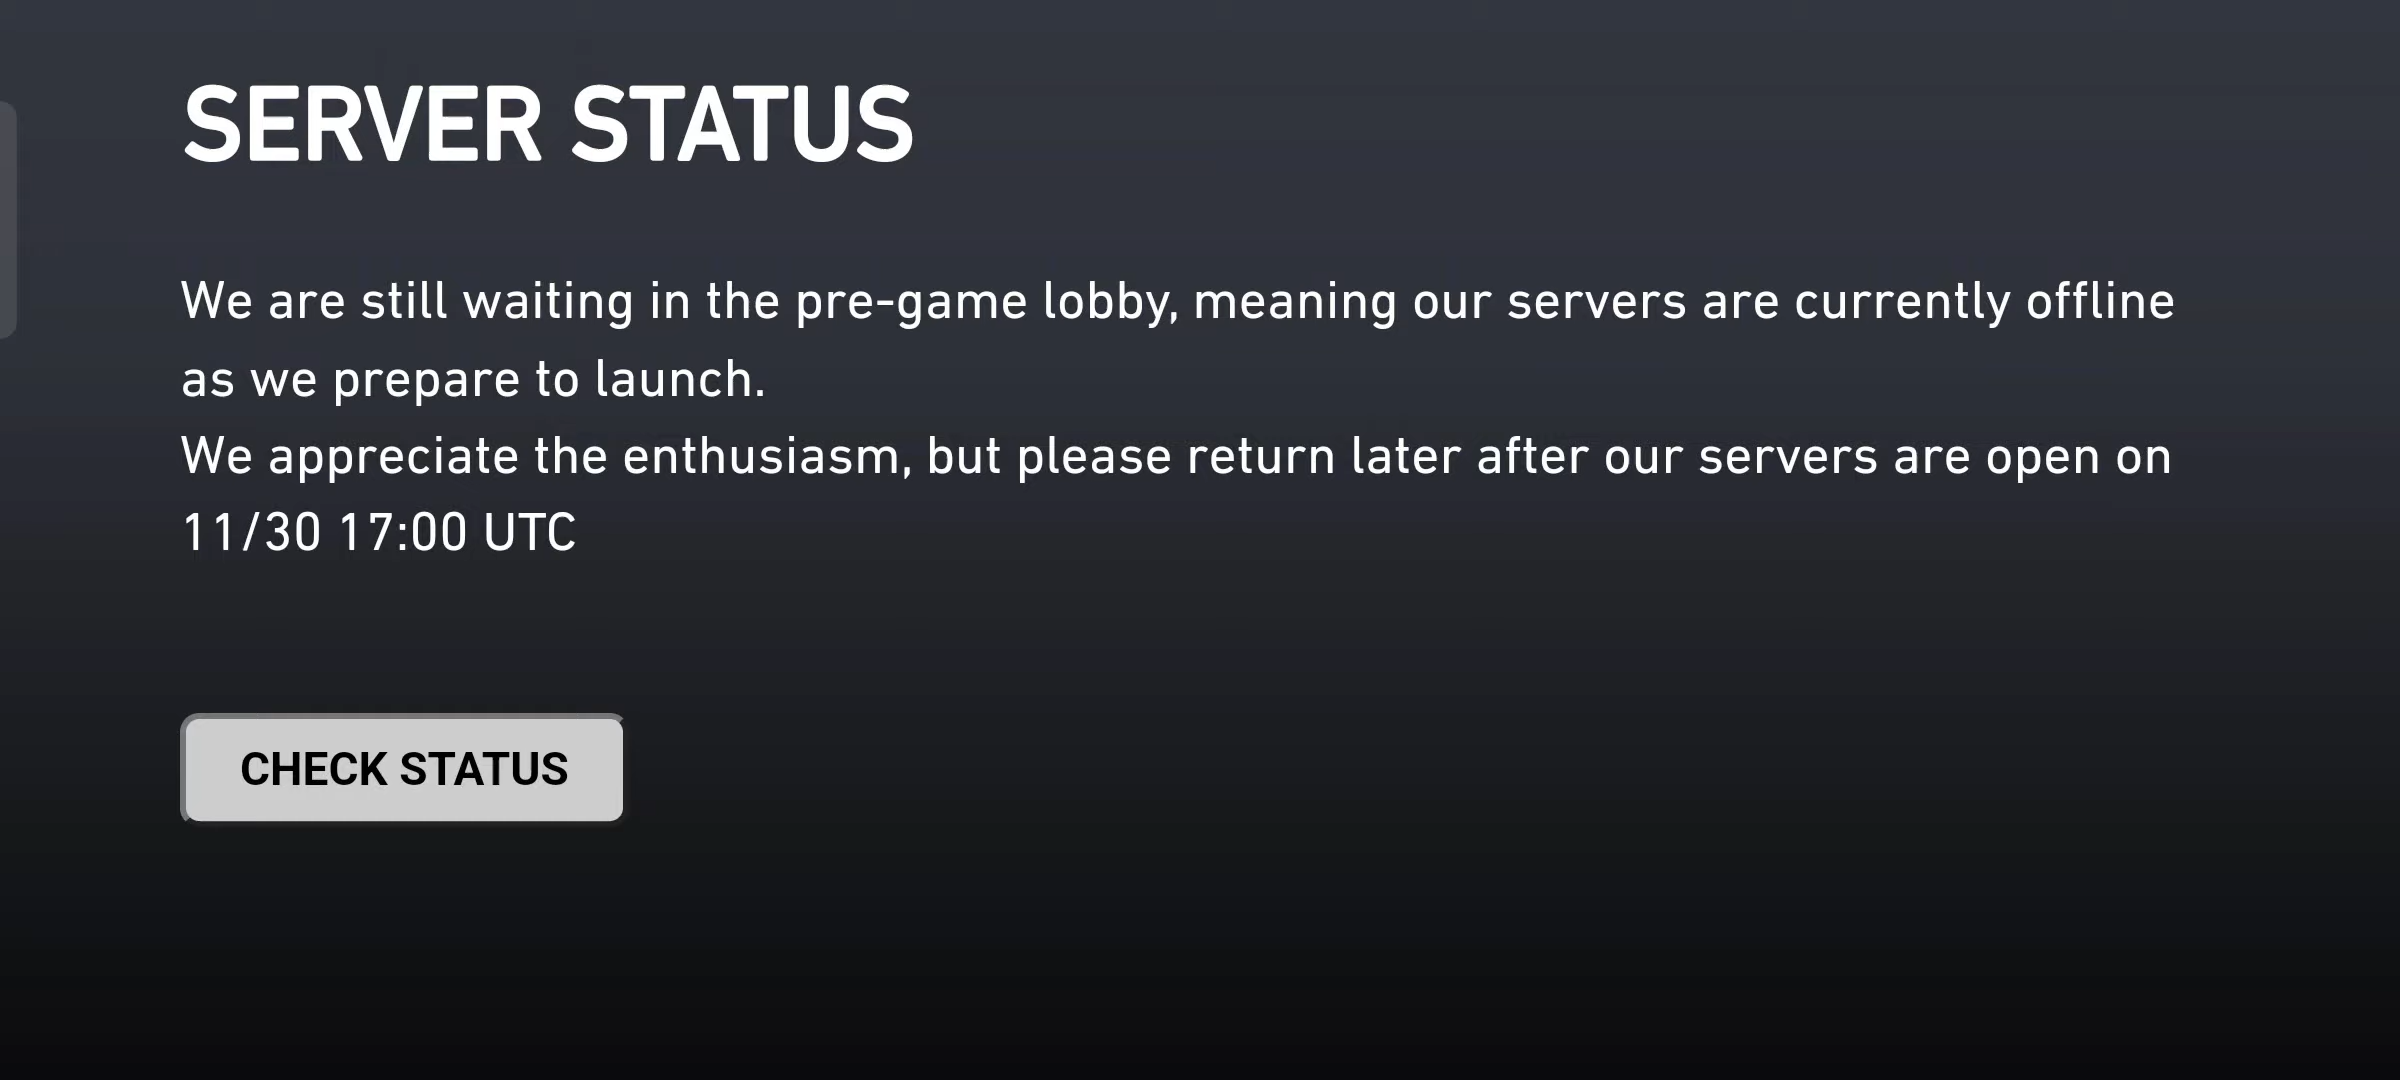 SERVER STATUS
We are still waiting in the pre-game lobby, meaning our servers are currently offline
as we prepare to launch.
We appreciate the enthusiasm, but please return later after our servers are open on
11/30 17:00 UTC
CHECK STATUS